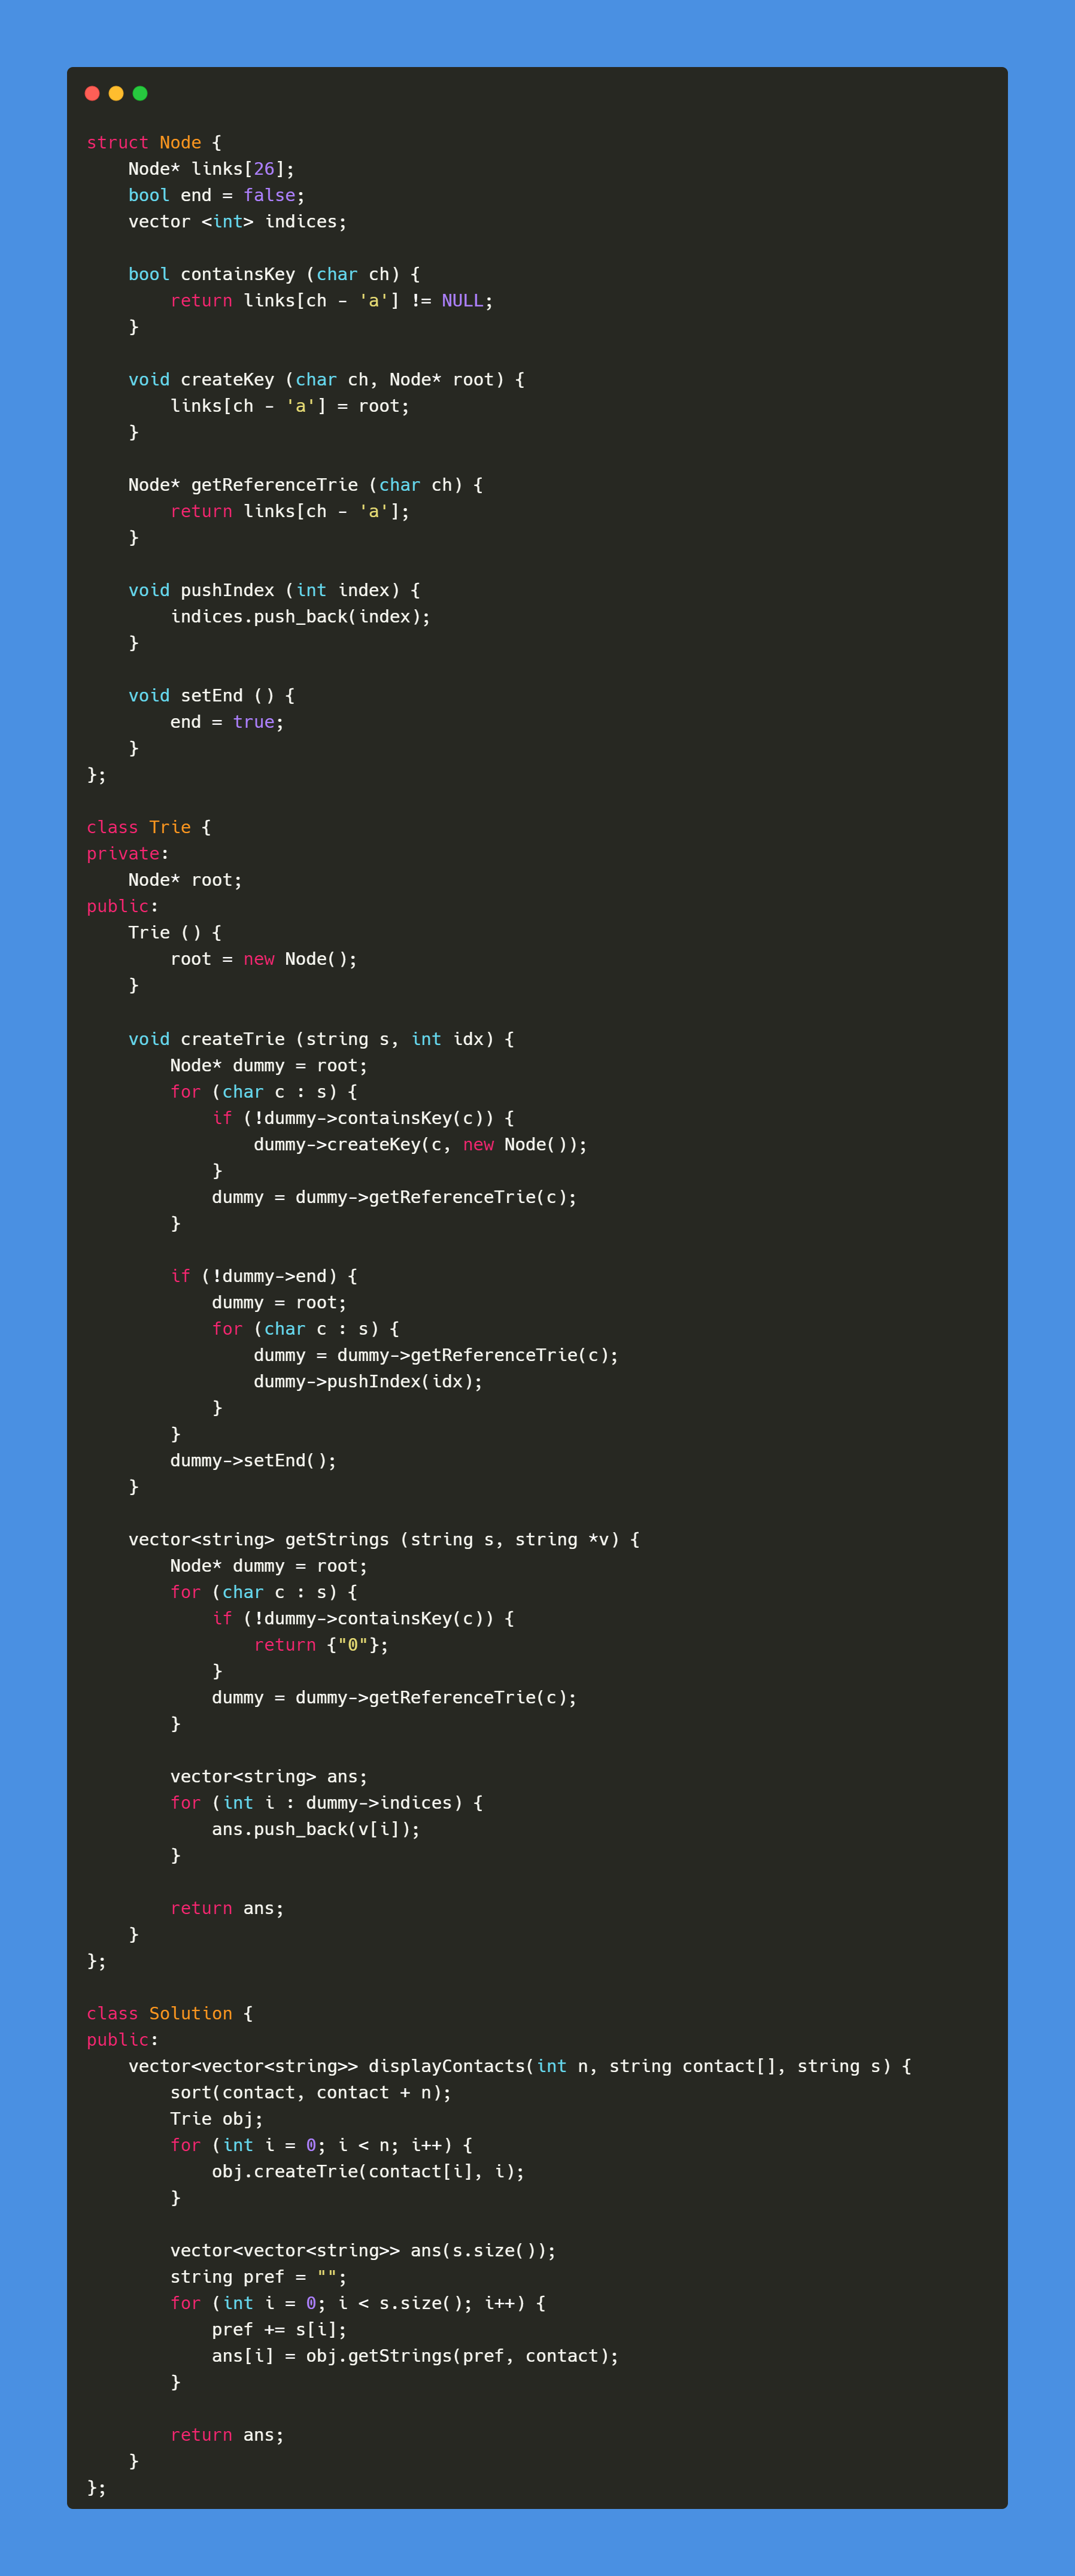 struct Node {
    Node* links[26];
    bool end = false;
    vector <int> indices;

    bool containsKey (char ch) {
        return links[ch - 'a'] != NULL;
    }

    void createKey (char ch, Node* root) {
        links[ch - 'a'] = root;
    }

    Node* getReferenceTrie (char ch) {
        return links[ch - 'a'];
    }

    void pushIndex (int index) {
        indices.push_back(index);
    }

    void setEnd () {
        end = true;
    }
};

class Trie {
private:
    Node* root;
public:
    Trie () {
        root = new Node();
    }

    void createTrie (string s, int idx) {
        Node* dummy = root;
        for (char c : s) {
            if (!dummy->containsKey(c)) {
                dummy->createKey(c, new Node());
            }
            dummy = dummy->getReferenceTrie(c);
        }

        if (!dummy->end) {
            dummy = root;
            for (char c : s) {
                dummy = dummy->getReferenceTrie(c);
                dummy->pushIndex(idx);
            }
        }
        dummy->setEnd();
    }

    vector<string> getStrings (string s, string *v) {
        Node* dummy = root;
        for (char c : s) {
            if (!dummy->containsKey(c)) {
                return {"0"};
            }
            dummy = dummy->getReferenceTrie(c);
        }

        vector<string> ans;
        for (int i : dummy->indices) {
            ans.push_back(v[i]);
        }

        return ans;
    }
};

class Solution {
public:
    vector<vector<string>> displayContacts(int n, string contact[], string s) {
        sort(contact, contact + n);
        Trie obj;
        for (int i = 0; i < n; i++) {
            obj.createTrie(contact[i], i);
        }

        vector<vector<string>> ans(s.size());
        string pref = "";
        for (int i = 0; i < s.size(); i++) {
            pref += s[i];
            ans[i] = obj.getStrings(pref, contact);
        }

        return ans;
    }
};